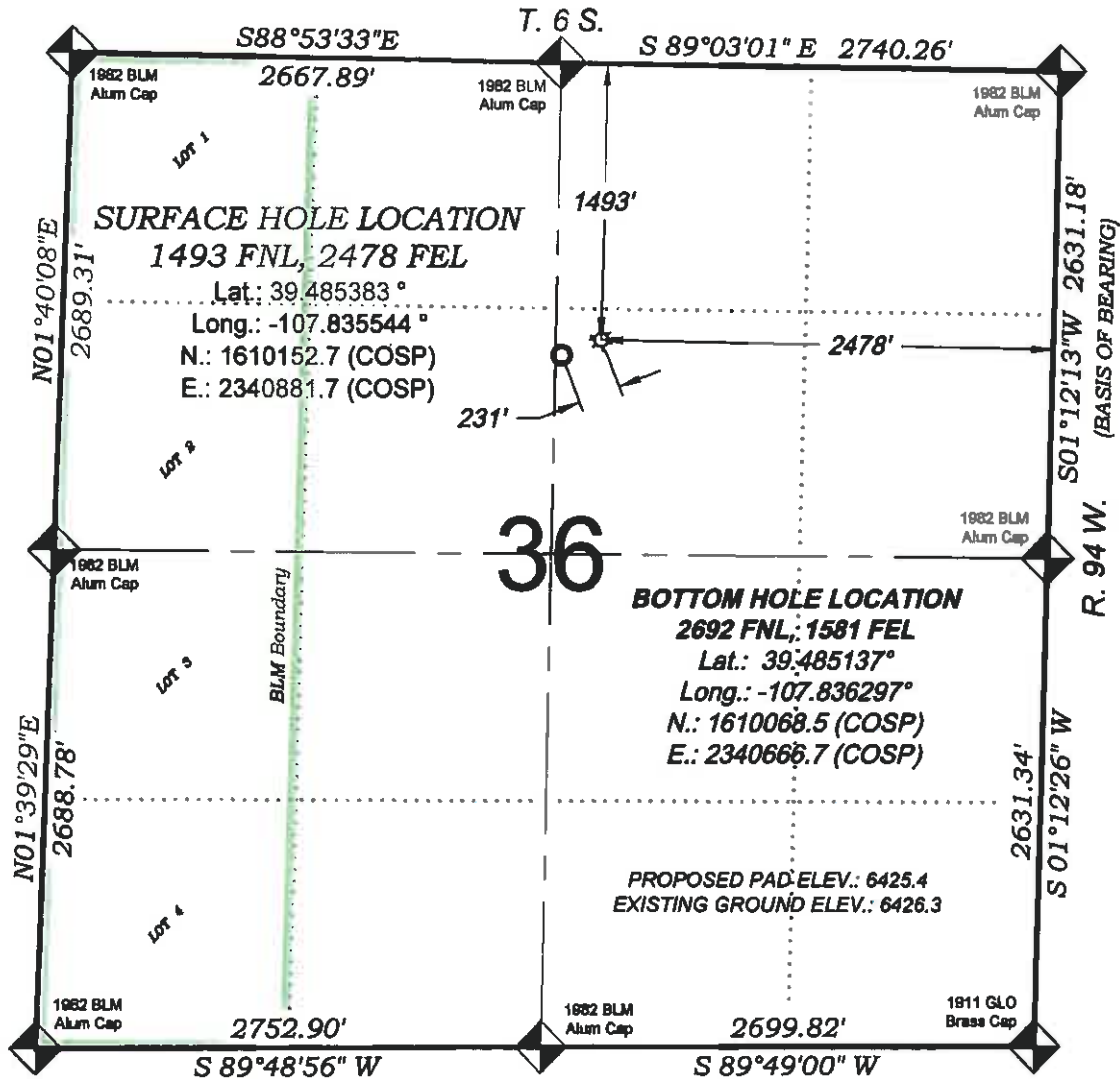 T. 6 S.
S88°53'33"E
2667.89'
S 89°03'01" E 2740.26'
1982 BLM
Alum Cap
1982 BLM
Alum Cap
1982 BLM
Alum Cap
LOT 1
1493'
SURFACE HOLE LOCATION
1493 FNL, 2478 FEL
Lat.: 39.485383 °
Long.: -107.835544 °
N.: 1610152.7 (COSP)
E.: 2340881.7 (COSP)
N01°40'08"E
2689.31'
S01°12'13"W 2631.18'
(BASIS OF BEARING)
2478'
231'
LOT 2
R. 94 W.
36
1982 BLM
Alum Cap
1982 BLM
Alum Cap
BLM Boundary
BOTTOM HOLE LOCATION
2692 FNL, 1581 FEL
Lat.: 39.485137°
Long.: -107.836297°
N.: 1610068.5 (COSP)
E.: 2340666.7 (COSP)
LOT 3
N01°39'29"E
2688.78'
2631.34'
S 01°12'26" W
PROPOSED PAD ELEV.: 6425.4
EXISTING GROUND ELEV.: 6426.3
LOT 4
1982 BLM
Alum Cap
1982 BLM
Alum Cap
1911 GLO
Brass Cap
2752.90'
S 89°48'56" W
2699.82'
S 89°49'00" W